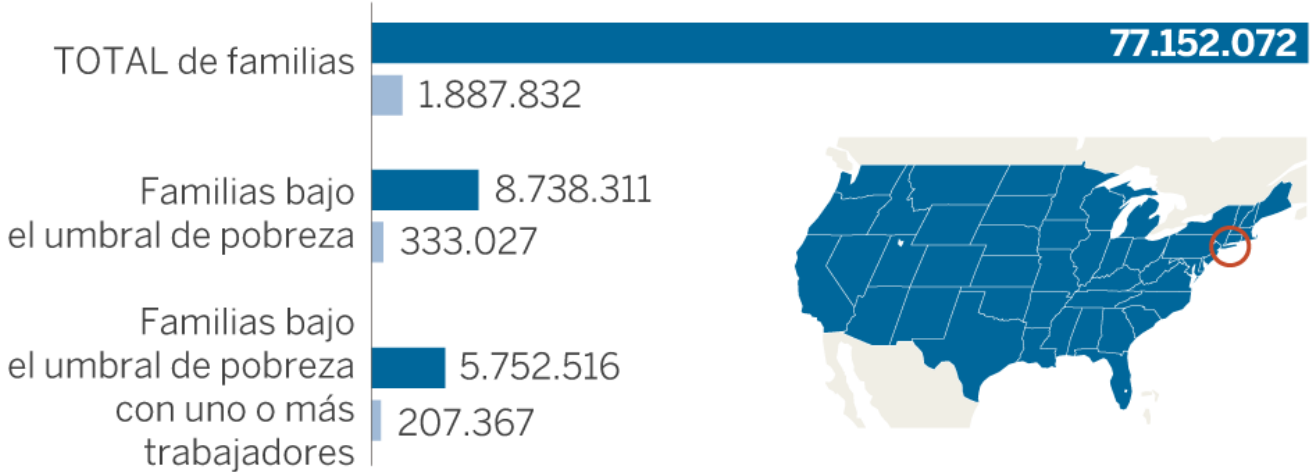 TOTAL de familias
77.152.072
1.887.832
Familias bajo
el umbral de pobreza
8.738.311
333.027
Familias bajo
el umbral de pobreza
con uno o más
trabajadores
5.752.516
207.367